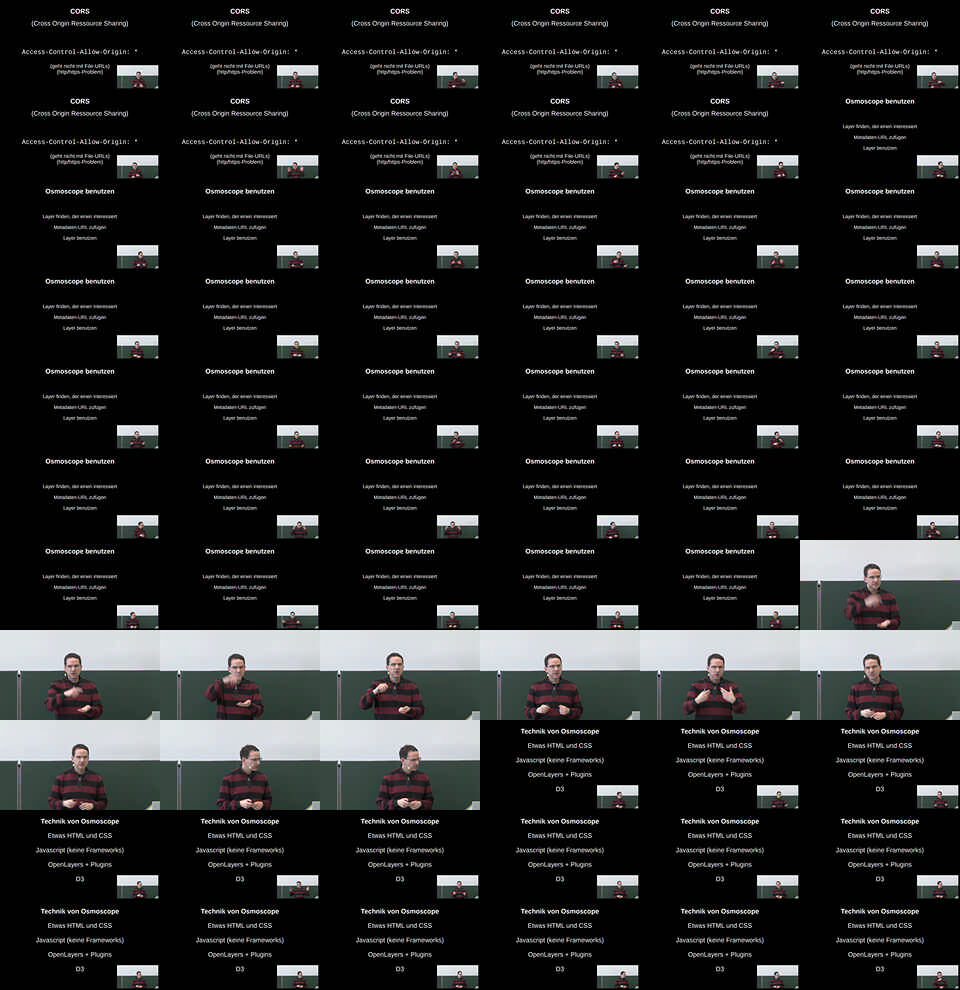 CORS
(Cross Origin Ressource Sharing)
Access-Control-Allow-Origin: *
(geht nicht mit File-URLs)
(http/https-Problem)
Osmoscope benutzen
Layer finden, der einen interessiert
Metadaten-URL zufügen
Layer benutzen
Technik von Osmoscope
Etwas HTML und CSS
Javascript (keine Frameworks)
OpenLayers + Plugins
D3